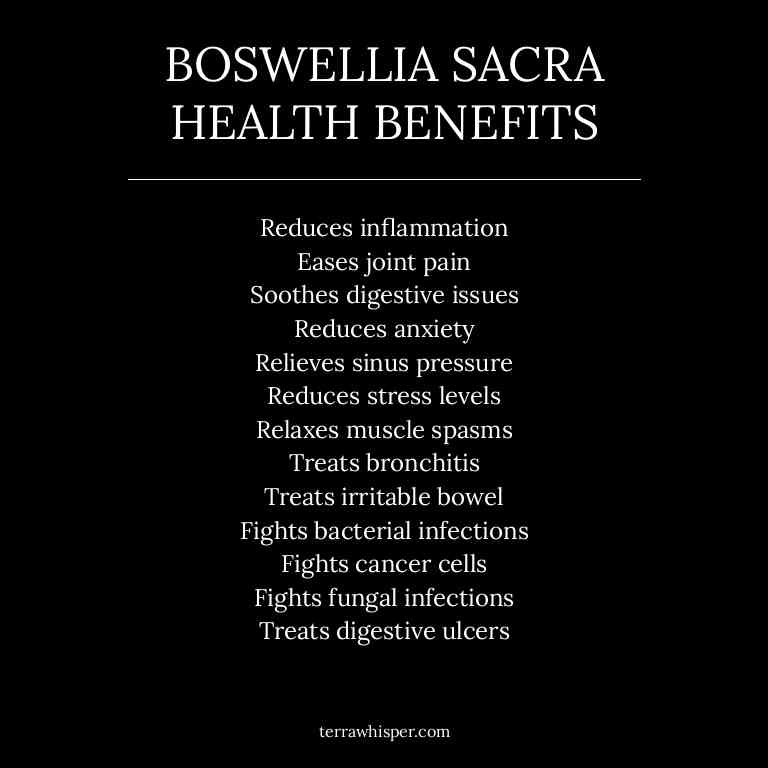 BOSWELLIA SACRA
HEALTH BENEFITS
Reduces inflammation
Eases joint pain
Soothes digestive issues
Reduces anxiety
Relieves sinus pressure
Reduces stress levels
Relaxes muscle spasms
Treats bronchitis
Treats irritable bowel
Fights bacterial infections
Fights cancer cells
Fights fungal infections
Treats digestive ulcers
terrawhisper.com